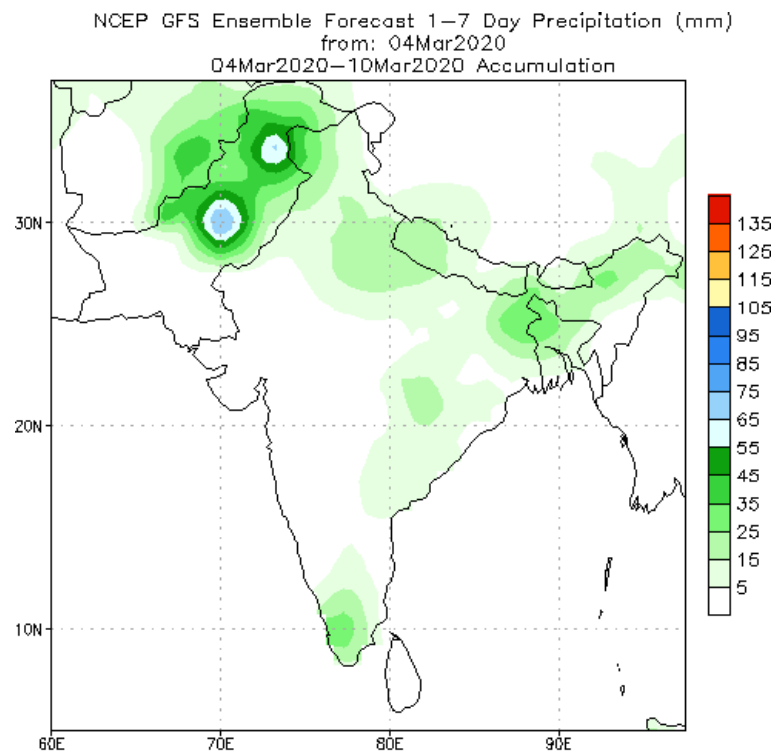 NCEP GFS Ensemble Forecast 1-7 Day Precipitation (mm)
from: 04Mar2020
04Mar2020-10Mar2020 Accumulation
30N
20N
10N
60E
70E
80E
90E
135
125
115
105
95
85
75
65
55
45
35
25
15
5